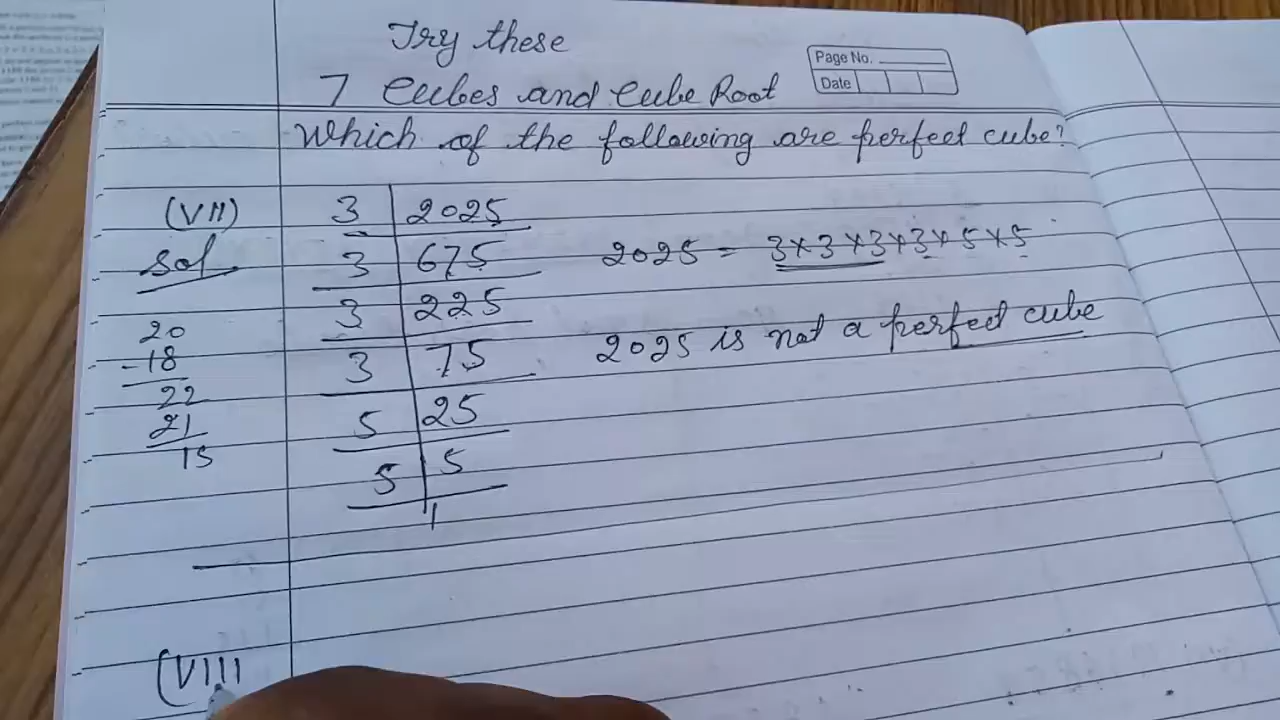 Try these
Page No.
Date
7 Cubes and Cube Root
Which of the following are perfect cube?
(VII) 3 2025
Sol 3 675 2025 = 3×3×3×3×5×5
3 225
20 3 75 2025 is not a perfect cube
-18
22 5 25
21 5 5
15 1
(VIII